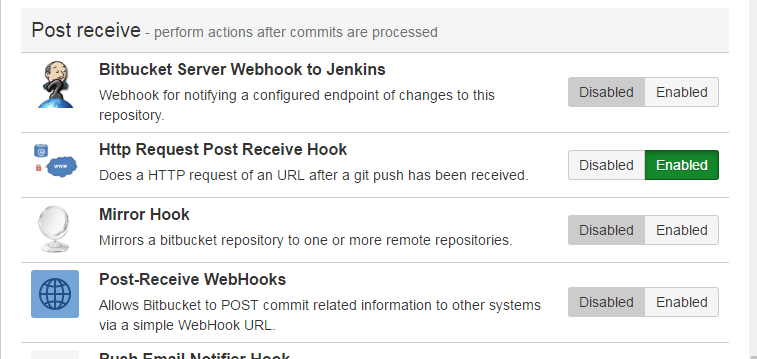 Post receive - perform actions after commits are processed
Bitbucket Server Webhook to Jenkins
Webhook for notifying a configured endpoint of changes to this
repository.
Disabled Enabled
Http Request Post Receive Hook
Does a HTTP request of an URL after a git push has been received.
Disabled Enabled
Mirror Hook
Mirrors a bitbucket repository to one or more remote repositories.
Disabled Enabled
Post-Receive WebHooks
Allows Bitbucket to POST commit related information to other systems
via a simple WebHook URL.
Disabled Enabled
Push Email Notifier Hook